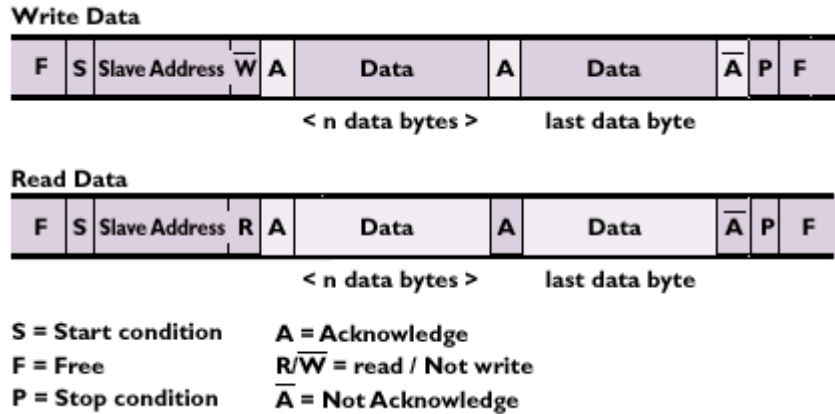 Write Data
F S Slave Address W̅ A Data A Data A̅ P F
< n data bytes > last data byte
Read Data
F S Slave Address R A Data A Data A̅ P F
< n data bytes > last data byte
S = Start condition A = Acknowledge
F = Free R/W̅ = read / Not write
P = Stop condition A̅ = Not Acknowledge